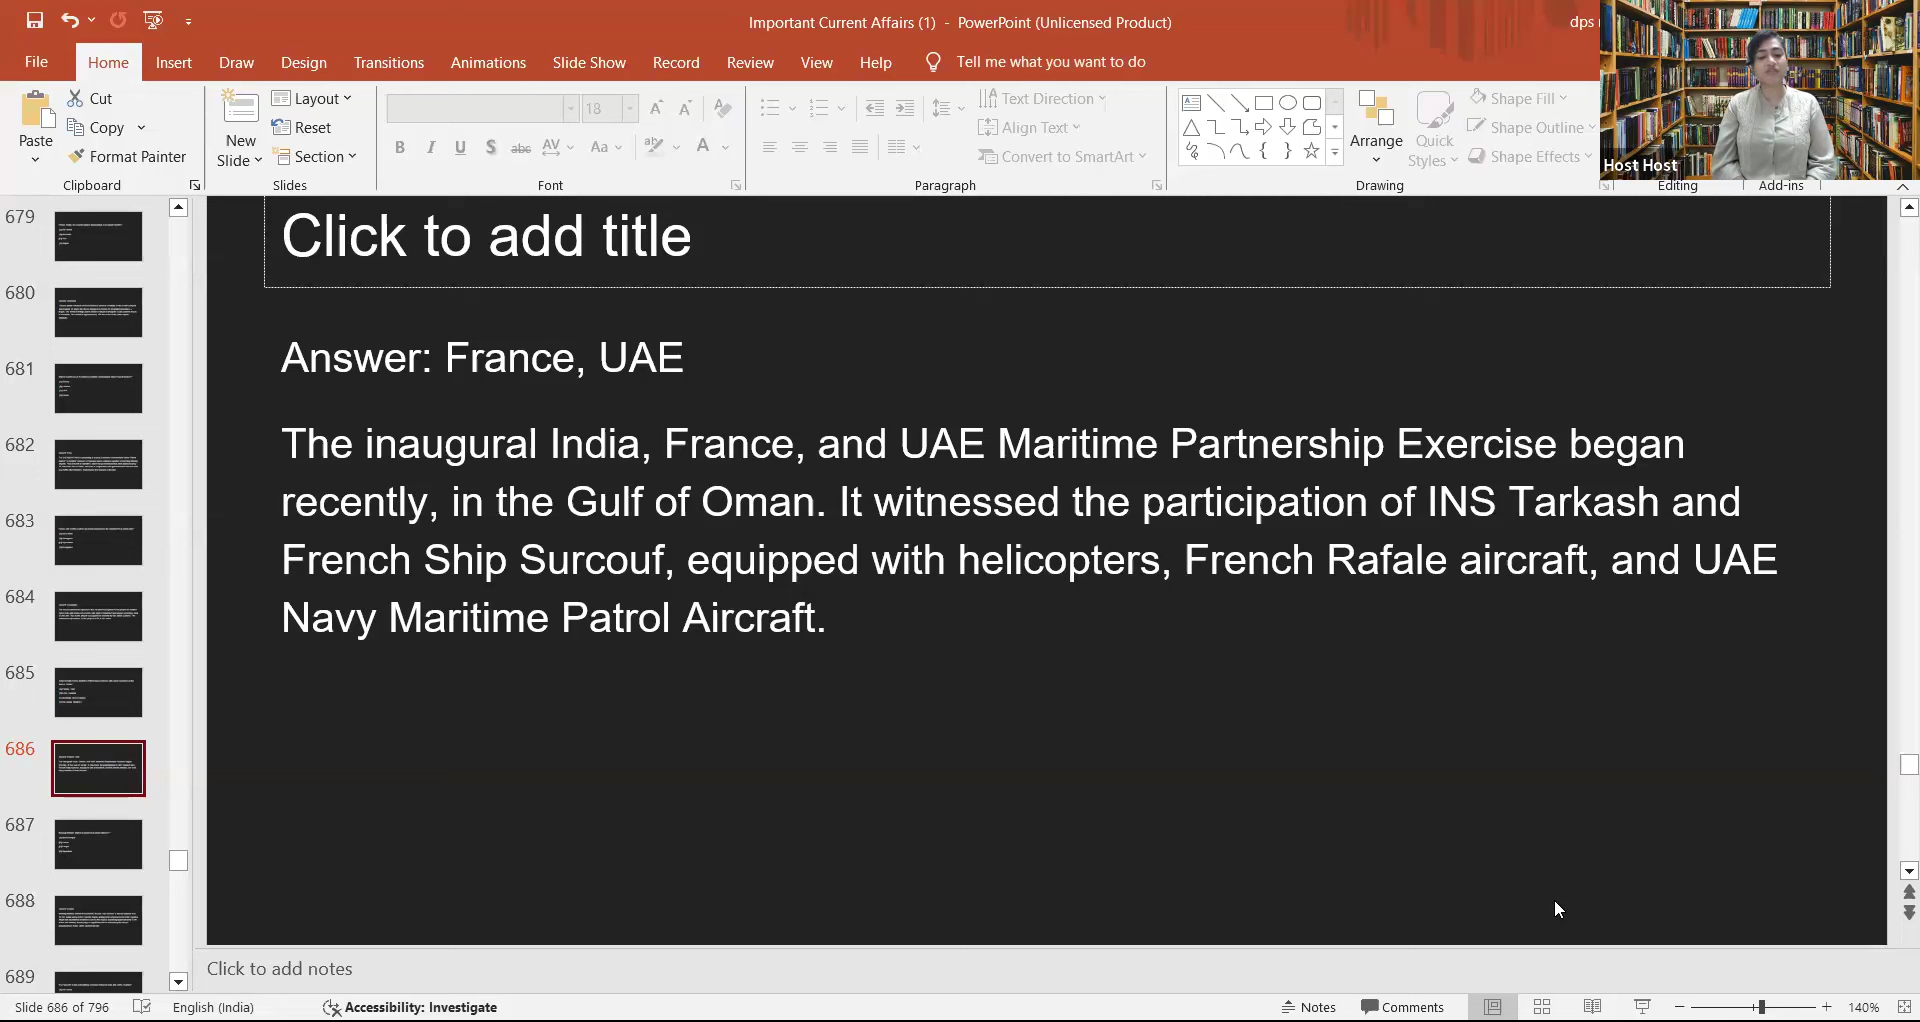 Important Current Affairs (1) - PowerPoint (Unlicensed Product)
dps
File
Home
Insert
Draw
Design
Transitions
Animations
Slide Show
Record
Review
View
Help
Tell me what you want to do
Paste
Cut
Copy
Format Painter
Clipboard
New Slide
Layout
Reset
Section
Slides
18
Font
Text Direction
Align Text
Convert to SmartArt
Paragraph
Arrange
Quick Styles
Shape Fill
Shape Outline
Shape Effects
Drawing
Editing
Add-ins
Host Host
679
680
681
682
683
684
685
686
687
688
689
Click to add title
Answer: France, UAE
The inaugural India, France, and UAE Maritime Partnership Exercise began
recently, in the Gulf of Oman. It witnessed the participation of INS Tarkash and
French Ship Surcouf, equipped with helicopters, French Rafale aircraft, and UAE
Navy Maritime Patrol Aircraft.
Click to add notes
Slide 686 of 796
English (India)
Accessibility: Investigate
Notes
Comments
140%